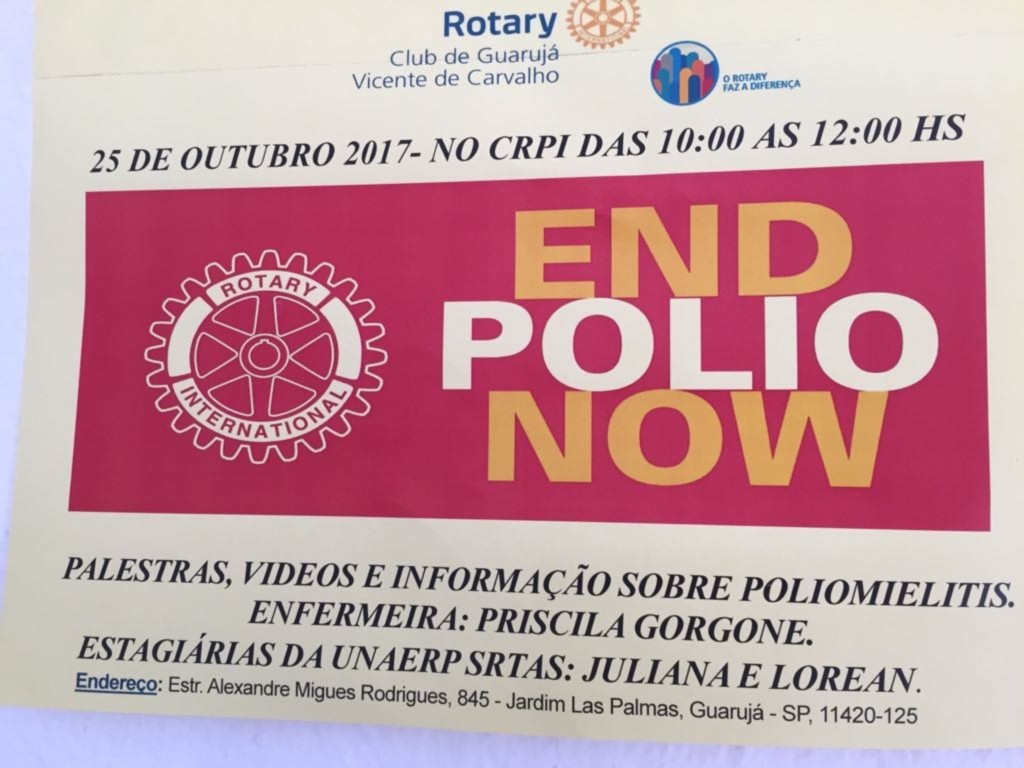 Rotary
INTERNATIONAL
Club de Guarujá
Vicente de Carvalho
O ROTARY
FAZ A DIFERENÇA
25 DE OUTUBRO 2017- NO CRPI DAS 10:00 AS 12:00 HS
ROTARY
INTERNATIONAL
END
POLIO
NOW
PALESTRAS, VIDEOS E INFORMAÇÃO SOBRE POLIOMIELITIS.
ENFERMEIRA: PRISCILA GORGONE.
ESTAGIÁRIAS DA UNAERP SRTAS: JULIANA E LOREAN.
Endereço: Estr. Alexandre Migues Rodrigues, 845 - Jardim Las Palmas, Guarujá - SP, 11420-125